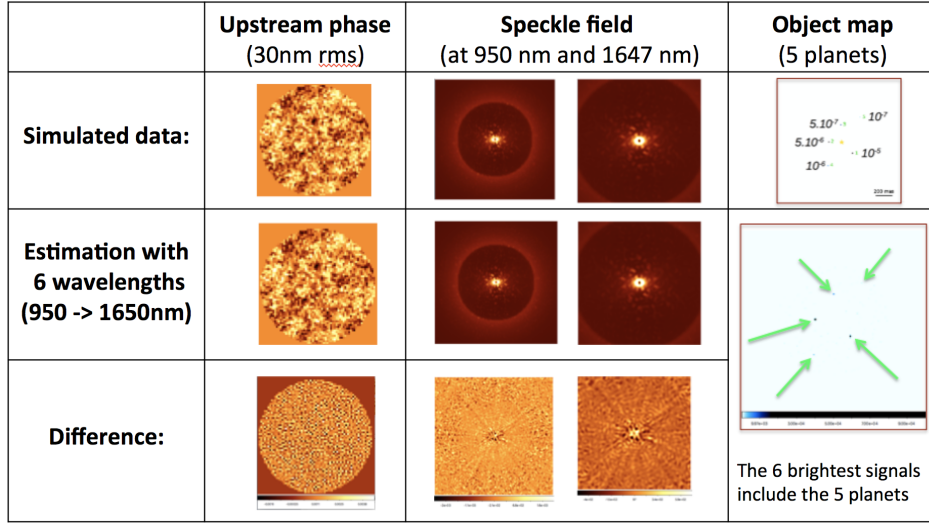 Upstream phase
(30nm rms)
Speckle field
(at 950 nm and 1647 nm)
Object map
(5 planets)
Simulated data:
5.10-7
10-7
5.10-6
10-5
10-6
200 mas
Estimation with
6 wavelengths
(950 -> 1650nm)
Difference:
The 6 brightest signals
include the 5 planets